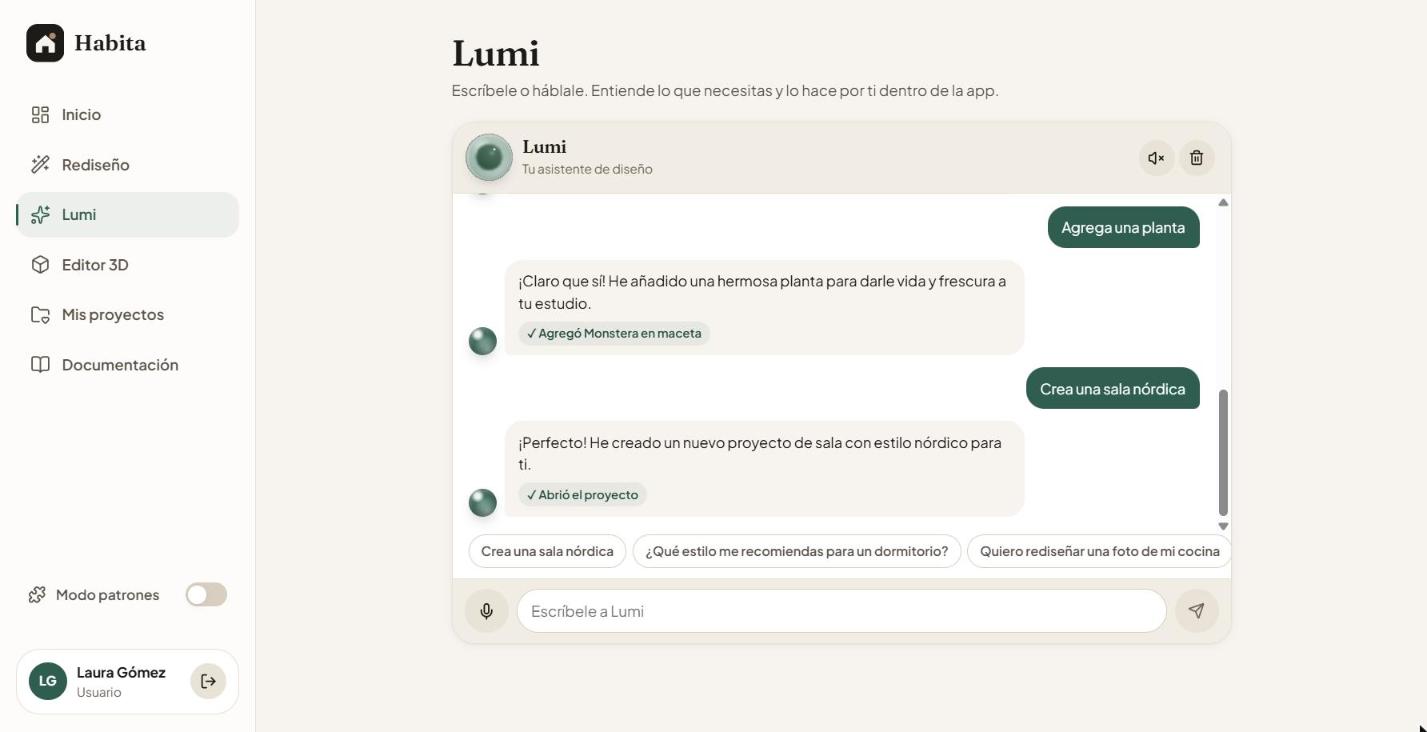 Habita
Inicio
Rediseño
Lumi
Editor 3D
Mis proyectos
Documentación
Modo patrones
LG
Laura Gómez
Usuario
Lumi
Escríbele o háblale. Entiende lo que necesitas y lo hace por ti dentro de la app.
Lumi
Tu asistente de diseño
Agrega una planta
¡Claro que sí! He añadido una hermosa planta para darle vida y frescura a
tu estudio.
✓ Agregó Monstera en maceta
Crea una sala nórdica
¡Perfecto! He creado un nuevo proyecto de sala con estilo nórdico para
ti.
✓ Abrió el proyecto
Crea una sala nórdica
¿Qué estilo me recomiendas para un dormitorio?
Quiero rediseñar una foto de mi cocina
Escríbele a Lumi